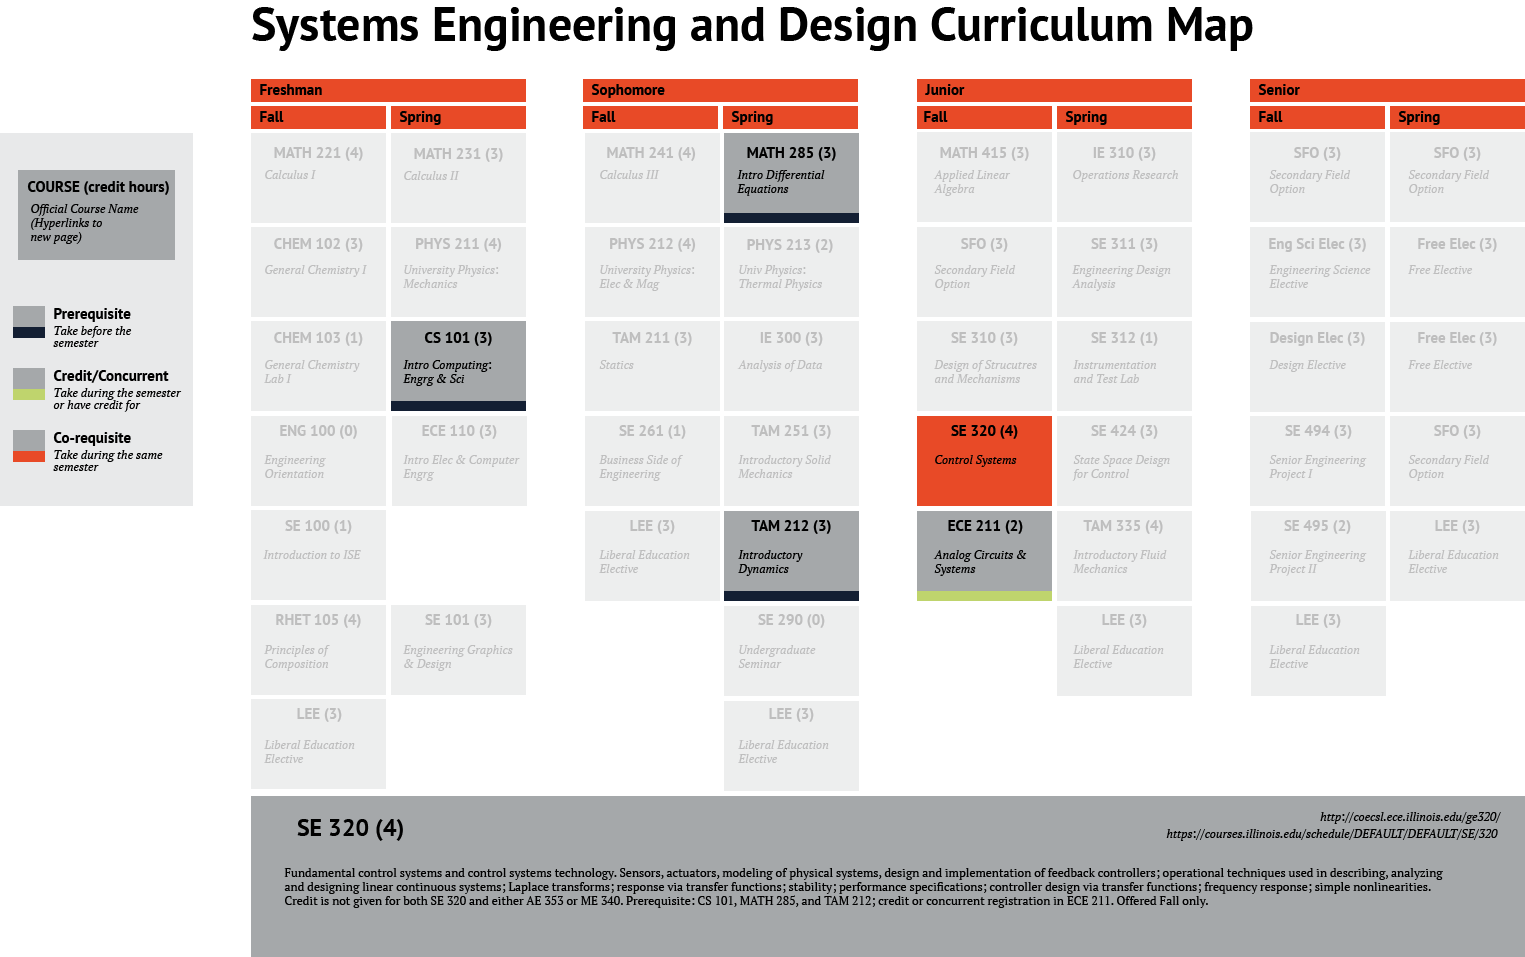 Systems Engineering and Design Curriculum Map
Freshman
Sophomore
Junior
Senior
Fall
Spring
Fall
Spring
Fall
Spring
Fall
Spring
COURSE (credit hours)
Official Course Name
(Hyperlinks to
new page)
Prerequisite
Take before the
semester
Credit/Concurrent
Take during the semester
or have credit for
Co-requisite
Take during the same
semester
MATH 221 (4)
Calculus I
CHEM 102 (3)
General Chemistry I
CHEM 103 (1)
General Chemistry
Lab I
ENG 100 (0)
Engineering
Orientation
SE 100 (1)
Introduction to ISE
RHET 105 (4)
Principles of
Composition
LEE (3)
Liberal Education
Elective
MATH 231 (3)
Calculus II
PHYS 211 (4)
University Physics:
Mechanics
CS 101 (3)
Intro Computing:
Engrg & Sci
ECE 110 (3)
Intro Elec & Computer
Engrg
SE 101 (3)
Engineering Graphics
& Design
MATH 241 (4)
Calculus III
PHYS 212 (4)
University Physics:
Elec & Mag
TAM 211 (3)
Statics
SE 261 (1)
Business Side of
Engineering
LEE (3)
Liberal Education
Elective
MATH 285 (3)
Intro Differential
Equations
PHYS 213 (2)
Univ Physics:
Thermal Physics
IE 300 (3)
Analysis of Data
TAM 251 (3)
Introductory Solid
Mechanics
TAM 212 (3)
Introductory
Dynamics
SE 290 (0)
Undergraduate
Seminar
LEE (3)
Liberal Education
Elective
MATH 415 (3)
Applied Linear
Algebra
SFO (3)
Secondary Field
Option
SE 310 (3)
Design of Strucutres
and Mechanisms
SE 320 (4)
Control Systems
ECE 211 (2)
Analog Circuits &
Systems
IE 310 (3)
Operations Research
SE 311 (3)
Engineering Design
Analysis
SE 312 (1)
Instrumentation
and Test Lab
SE 424 (3)
State Space Deisgn
for Control
TAM 335 (4)
Introductory Fluid
Mechanics
LEE (3)
Liberal Education
Elective
SFO (3)
Secondary Field
Option
Eng Sci Elec (3)
Engineering Science
Elective
Design Elec (3)
Design Elective
SE 494 (3)
Senior Engineering
Project I
SE 495 (2)
Senior Engineering
Project II
LEE (3)
Liberal Education
Elective
SFO (3)
Secondary Field
Option
Free Elec (3)
Free Elective
Free Elec (3)
Free Elective
SFO (3)
Secondary Field
Option
LEE (3)
Liberal Education
Elective
SE 320 (4)
http://coecsl.ece.illinois.edu/ge320/
https://courses.illinois.edu/schedule/DEFAULT/DEFAULT/SE/320
Fundamental control systems and control systems technology. Sensors, actuators, modeling of physical systems, design and implementation of feedback controllers; operational techniques used in describing, analyzing
and designing linear continuous systems; Laplace transforms; response via transfer functions; stability; performance specifications; controller design via transfer functions; frequency response; simple nonlinearities.
Credit is not given for both SE 320 and either AE 353 or ME 340. Prerequisite: CS 101, MATH 285, and TAM 212; credit or concurrent registration in ECE 211. Offered Fall only.